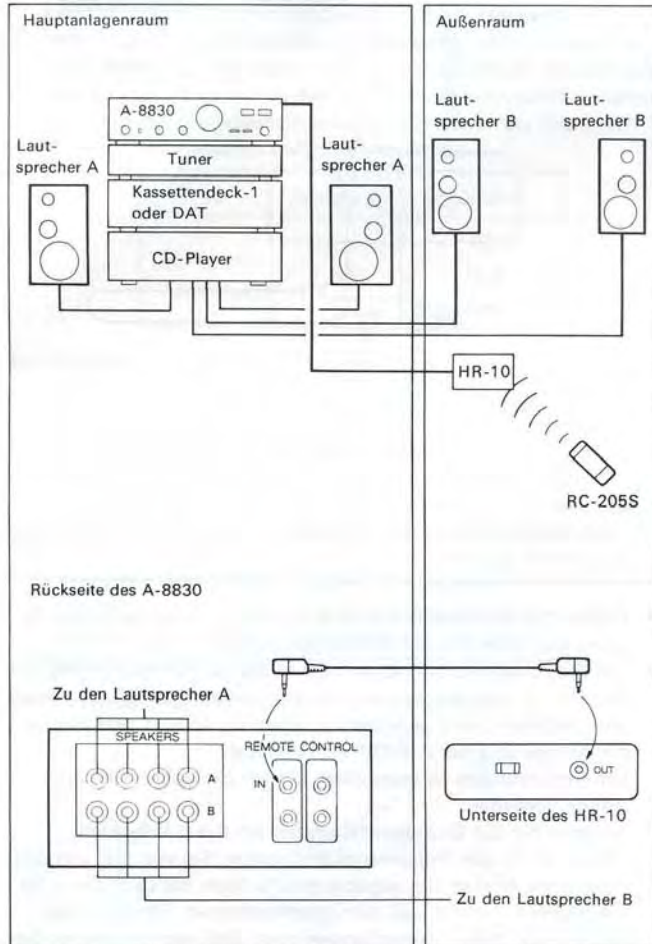 Hauptanlagenraum
Außenraum
A-8830
Laut-
sprecher A
Tuner
Kassettendeck-1
oder DAT
CD-Player
Laut-
sprecher A
Laut-
sprecher B
Laut-
sprecher B
HR-10
RC-205S
Rückseite des A-8830
Zu den Lautsprecher A
SPEAKERS
A
B
REMOTE CONTROL
IN
OUT
Unterseite des HR-10
Zu den Lautsprecher B